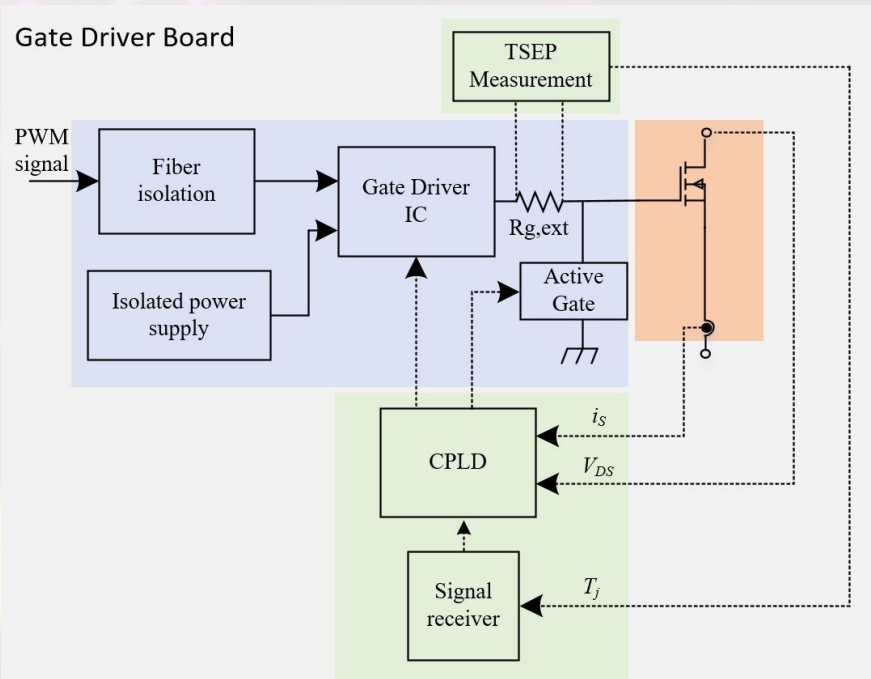 Gate Driver Board
TSEP
Measurement
PWM
signal
Fiber
isolation
Gate Driver
IC
Rg,ext
Isolated power
supply
Active
Gate
CPLD
iS
VDS
Signal
receiver
Tj